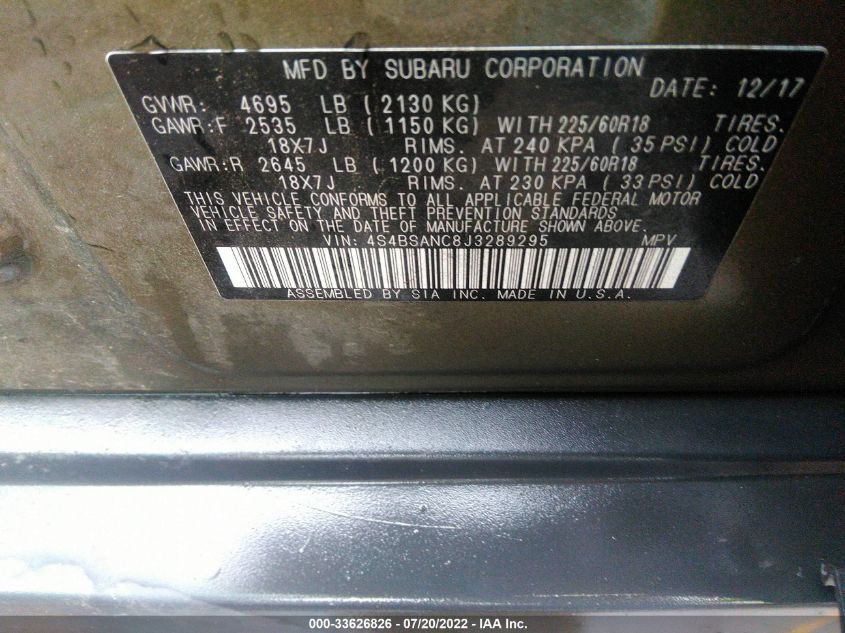 MFD BY SUBARU CORPORATION
DATE: 12/17
GVWR: 4695 LB ( 2130 KG)
GAWR:F 2535 LB ( 1150 KG) WITH 225/60R18 TIRES.
18X7J RIMS. AT 240 KPA ( 35 PSI) COLD
GAWR:R 2645 LB ( 1200 KG) WITH 225/60R18 TIRES.
18X7J RIMS. AT 230 KPA ( 33 PSI) COLD
THIS VEHICLE CONFORMS TO ALL APPLICABLE FEDERAL MOTOR
VEHICLE SAFETY AND THEFT PREVENTION STANDARDS
IN EFFECT ON THE DATE OF MANUFACTURE SHOWN ABOVE.
VIN: 4S4BSANC8J3289295 MPV
ASSEMBLED BY SIA INC. MADE IN U.S.A.
000-33626826 - 07/20/2022 - IAA Inc.